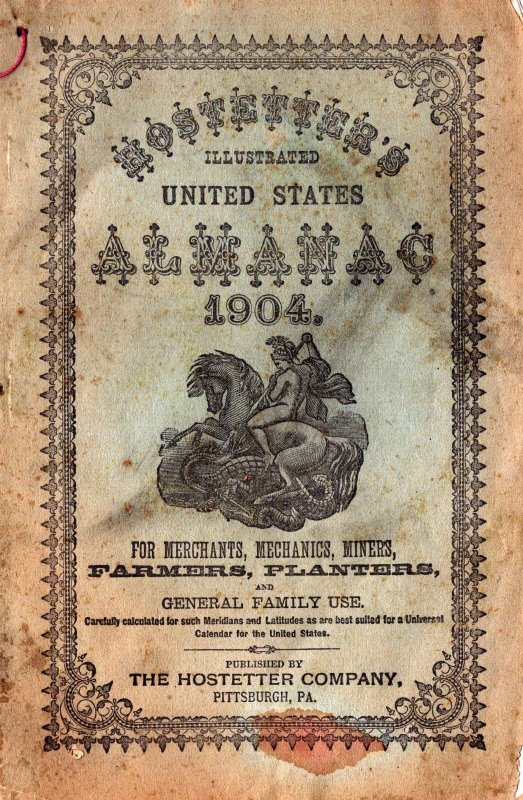 HOSTETTER'S
ILLUSTRATED
UNITED STATES
ALMANAC
1904.
FOR MERCHANTS, MECHANICS, MINERS,
FARMERS, PLANTERS,
AND
GENERAL FAMILY USE.
Carefully calculated for such Meridians and Latitudes as are best suited for a Universal
Calendar for the United States.
PUBLISHED BY
THE HOSTETTER COMPANY,
PITTSBURGH, PA.